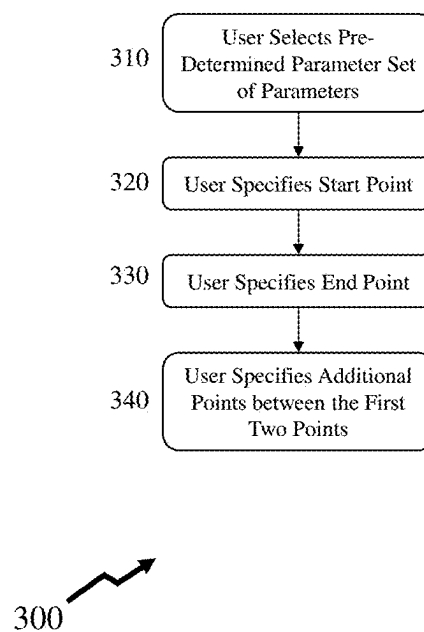 310
User Selects Pre-
Determined Parameter Set
of Parameters
320
User Specifies Start Point
330
User Specifies End Point
340
User Specifies Additional
Points between the First
Two Points
300